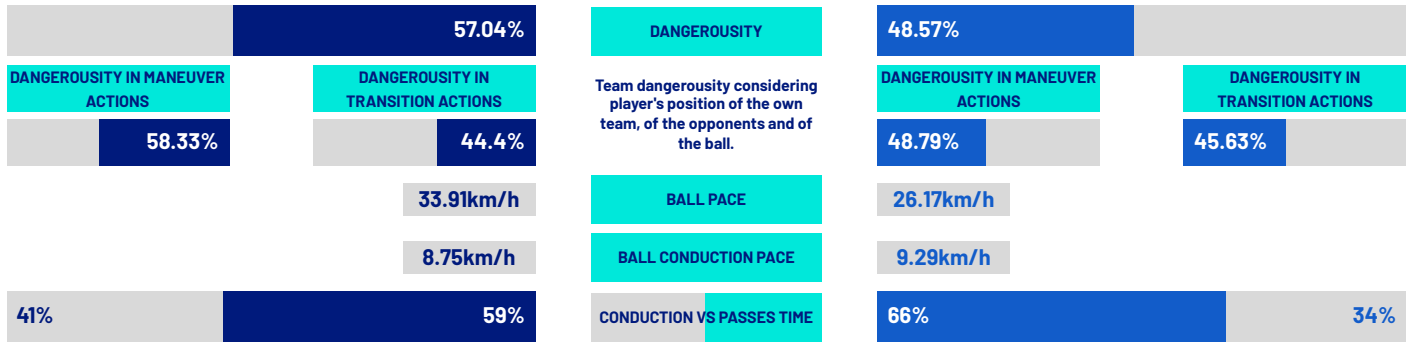 57.04%
DANGEROUSITY
48.57%
DANGEROUSITY IN MANEUVER
ACTIONS
DANGEROUSITY IN
TRANSITION ACTIONS
Team dangerousity considering
player's position of the own
team, of the opponents and of
the ball.
DANGEROUSITY IN MANEUVER
ACTIONS
DANGEROUSITY IN
TRANSITION ACTIONS
58.33%
44.4%
48.79%
45.63%
33.91km/h
BALL PACE
26.17km/h
8.75km/h
BALL CONDUCTION PACE
9.29km/h
41%
59%
CONDUCTION VS PASSES TIME
66%
34%